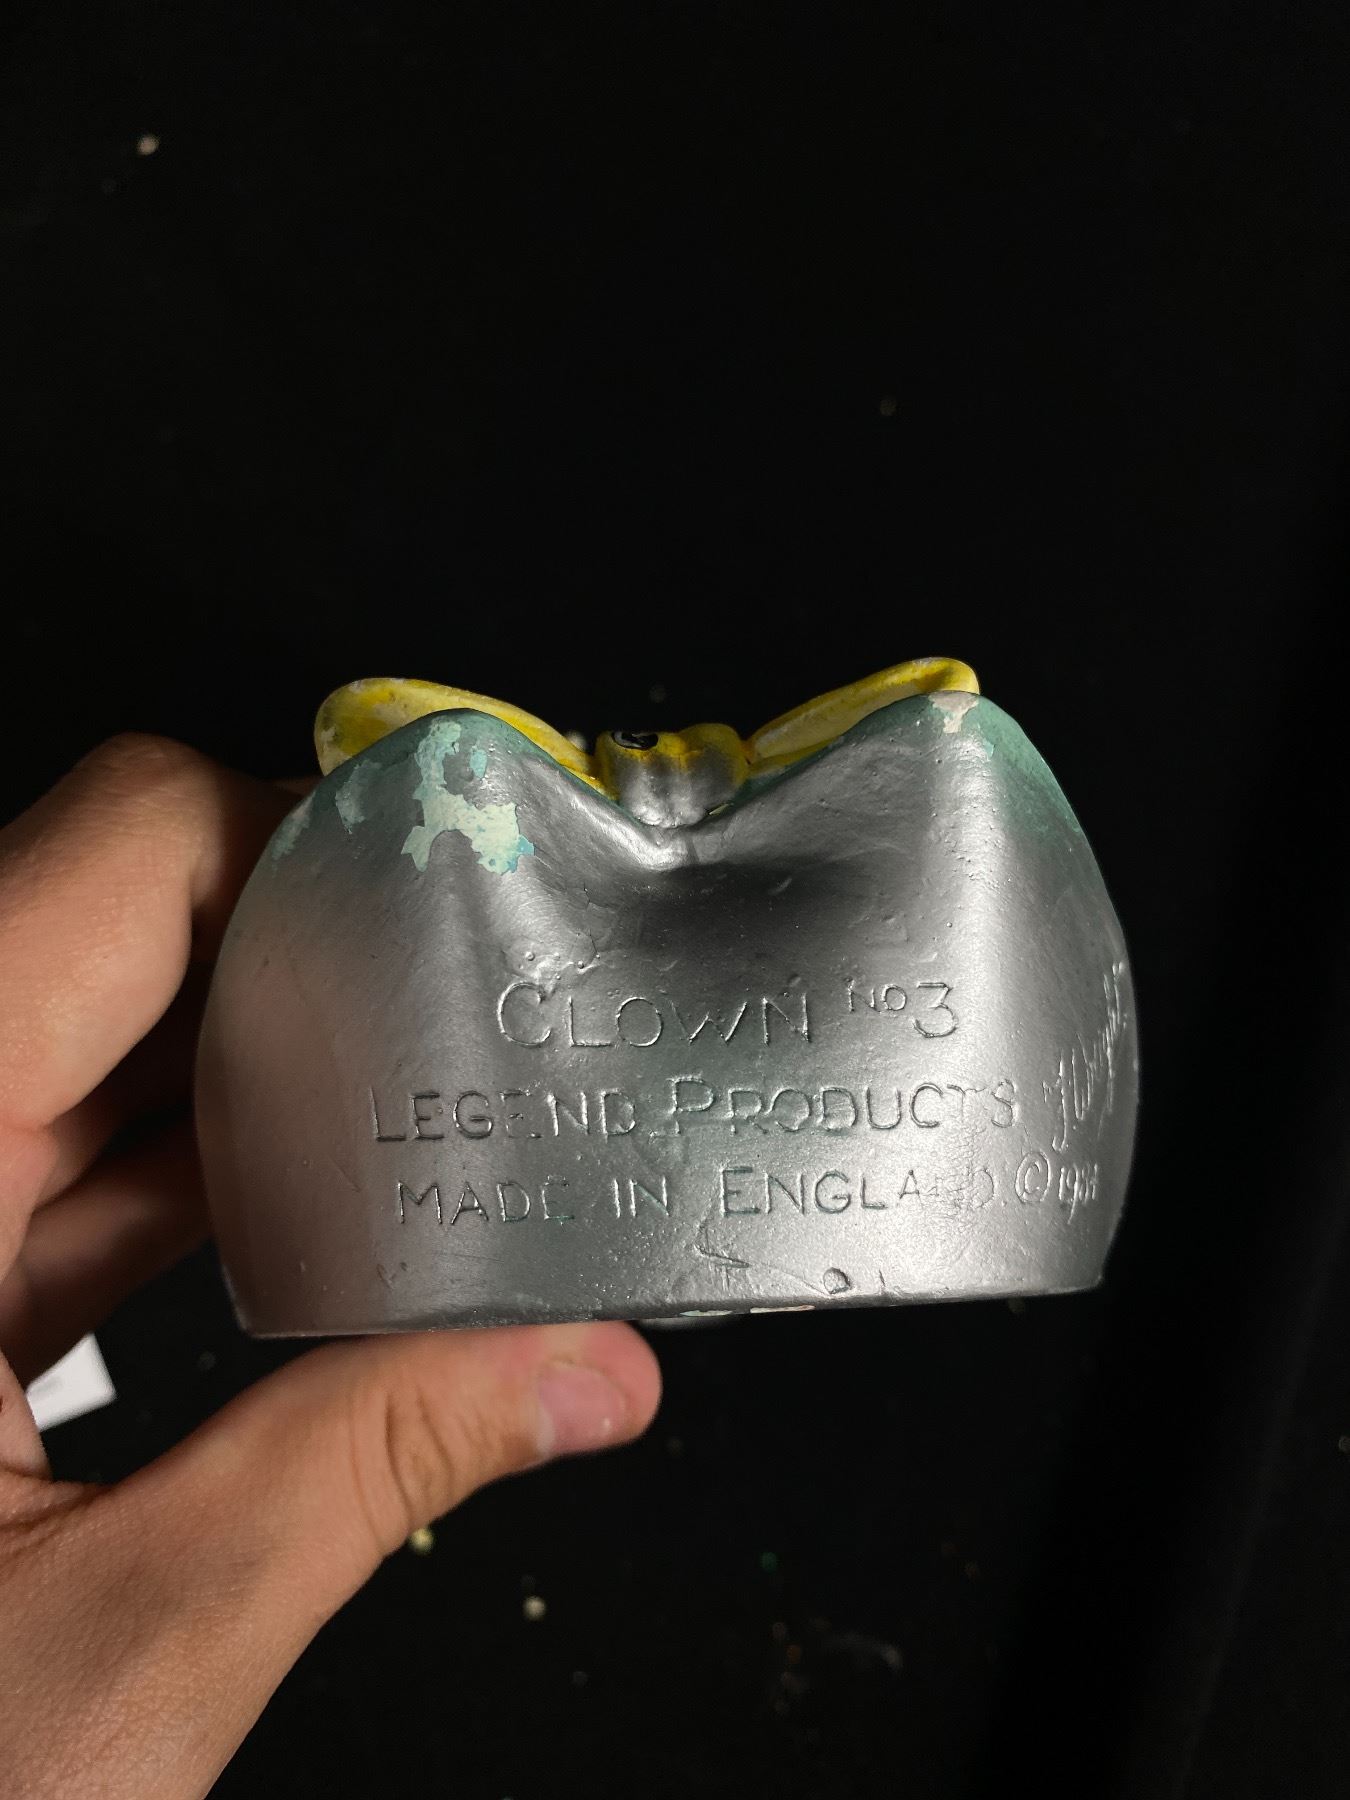 CLOWN No3
LEGEND PRODUCTS
MADE IN ENGLAND ©